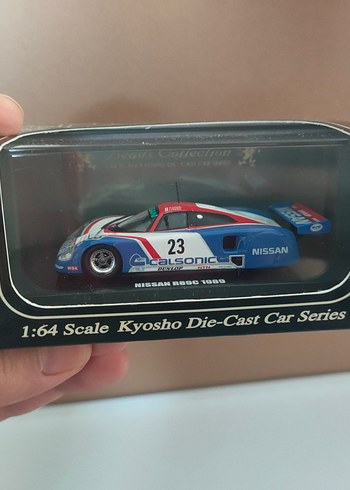 Beads Collection
23
calsonic
NISSAN
DUNLOP
NISSAN R89C 1989
1:64 Scale Kyosho Die-Cast Car Series